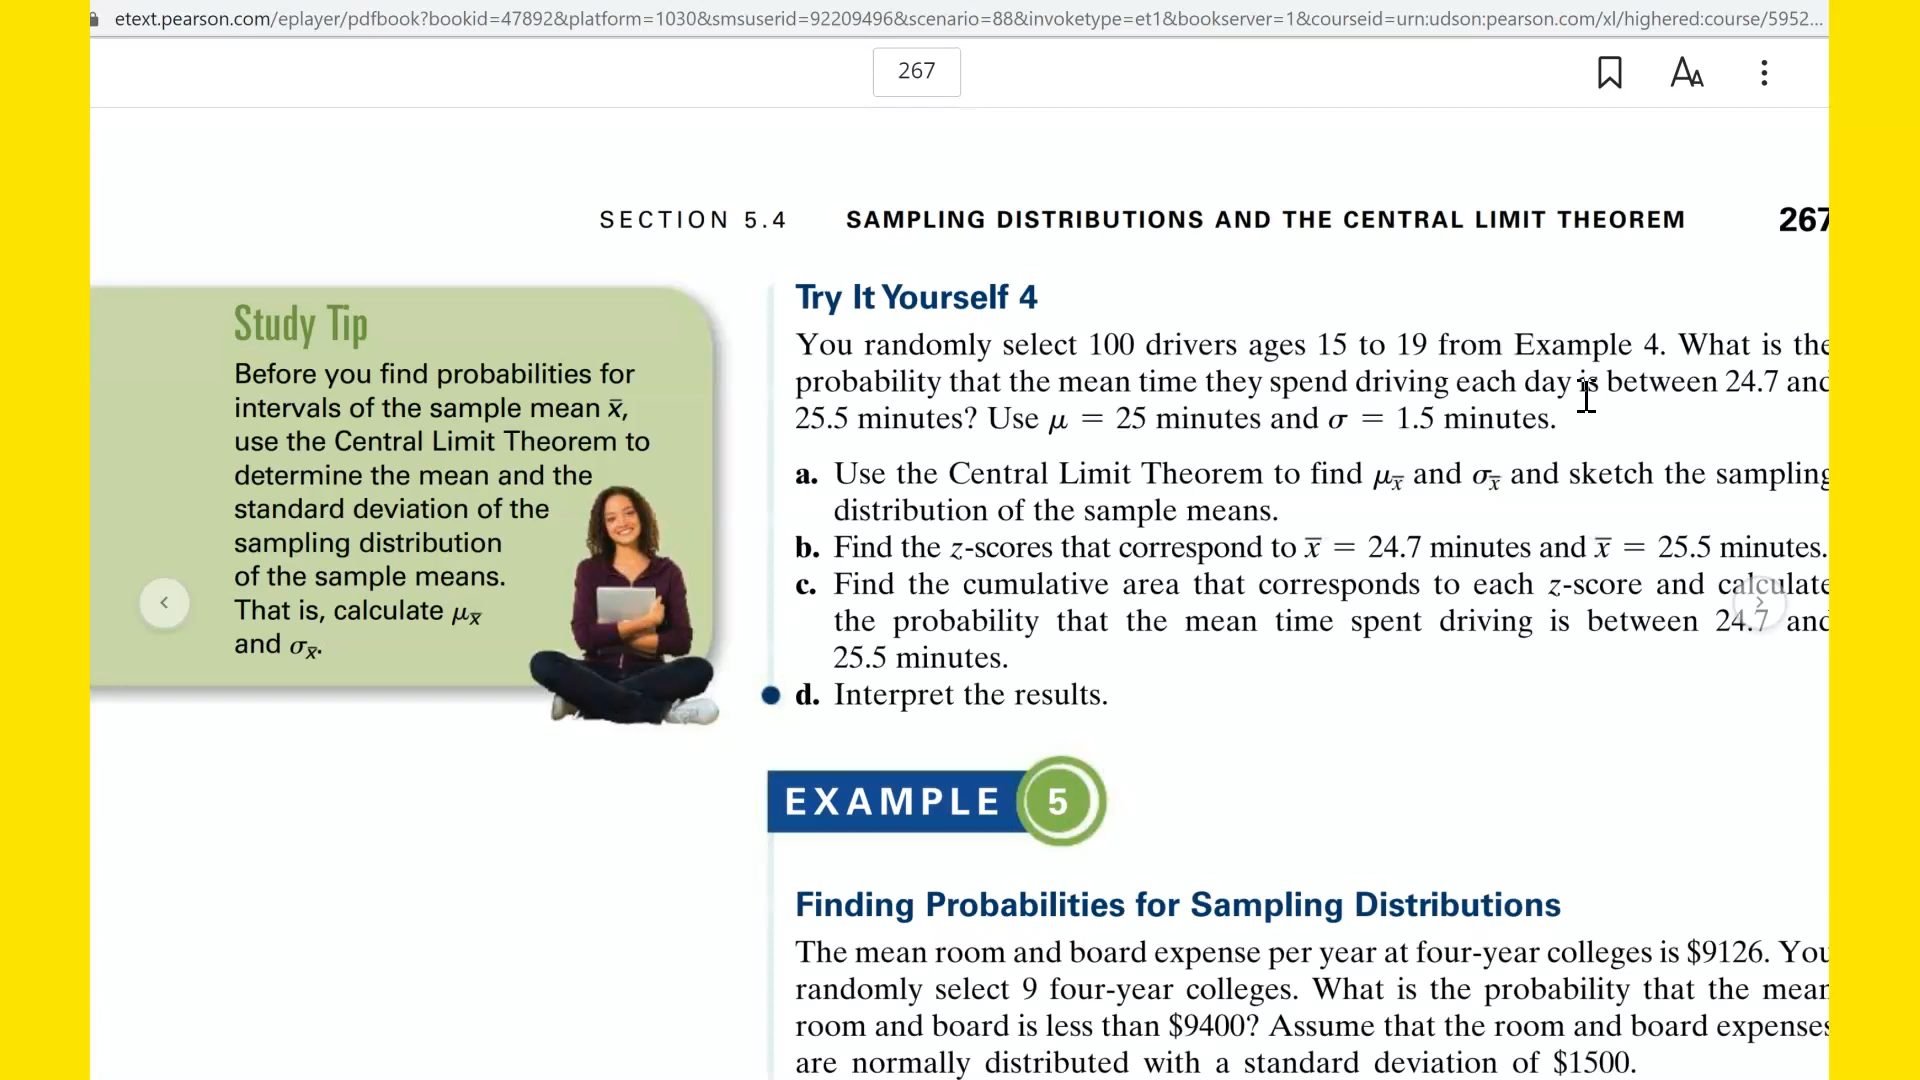 etext.pearson.com/eplayer/pdfbook?bookid=47892&platform=1030&smsuserid=92209496&scenario=88&invoketype=et1&bookserver=1&courseid=urn:udson:pearson.com/xl/highered:course/5952...
267
SECTION 5.4 SAMPLING DISTRIBUTIONS AND THE CENTRAL LIMIT THEOREM 267
Study Tip
Before you find probabilities for
intervals of the sample mean x̅,
use the Central Limit Theorem to
determine the mean and the
standard deviation of the
sampling distribution
of the sample means.
That is, calculate μx̅
and σx̅.
Try It Yourself 4
You randomly select 100 drivers ages 15 to 19 from Example 4. What is the
probability that the mean time they spend driving each day is between 24.7 and
25.5 minutes? Use μ = 25 minutes and σ = 1.5 minutes.
a. Use the Central Limit Theorem to find μx̅ and σx̅ and sketch the sampling
distribution of the sample means.
b. Find the z-scores that correspond to x̅ = 24.7 minutes and x̅ = 25.5 minutes.
c. Find the cumulative area that corresponds to each z-score and calculate
the probability that the mean time spent driving is between 24.7 and
25.5 minutes.
d. Interpret the results.
EXAMPLE 5
Finding Probabilities for Sampling Distributions
The mean room and board expense per year at four-year colleges is $9126. You
randomly select 9 four-year colleges. What is the probability that the mean
room and board is less than $9400? Assume that the room and board expenses
are normally distributed with a standard deviation of $1500.